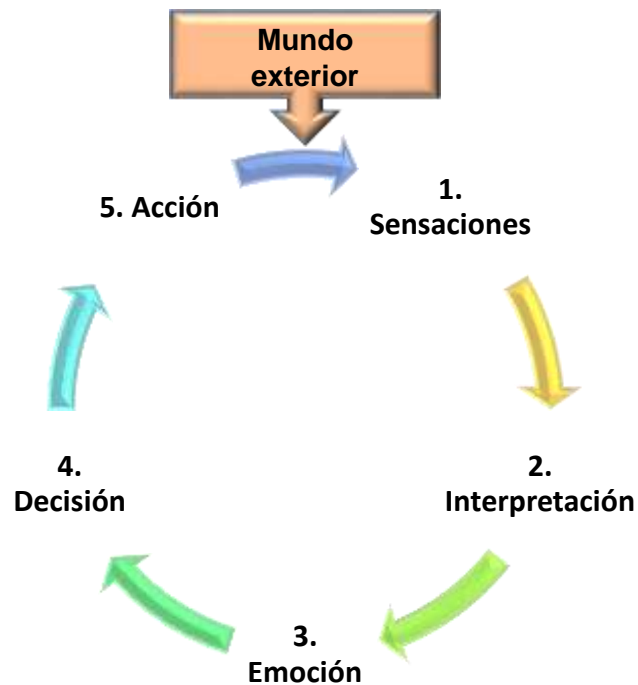 Mundo
exterior
1.
Sensaciones
2.
Interpretación
3.
Emoción
4.
Decisión
5. Acción